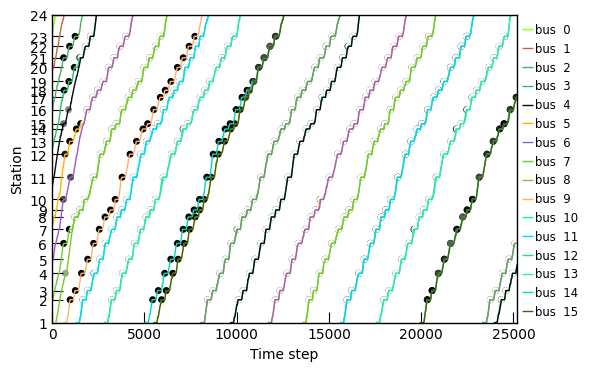 Station
24
23
22
21
20
19
18
17
16
15
14
13
12
11
10
9
8
7
6
5
4
3
2
1
0
5000
10000
15000
20000
25000
Time step
bus 0
bus 1
bus 2
bus 3
bus 4
bus 5
bus 6
bus 7
bus 8
bus 9
bus 10
bus 11
bus 12
bus 13
bus 14
bus 15